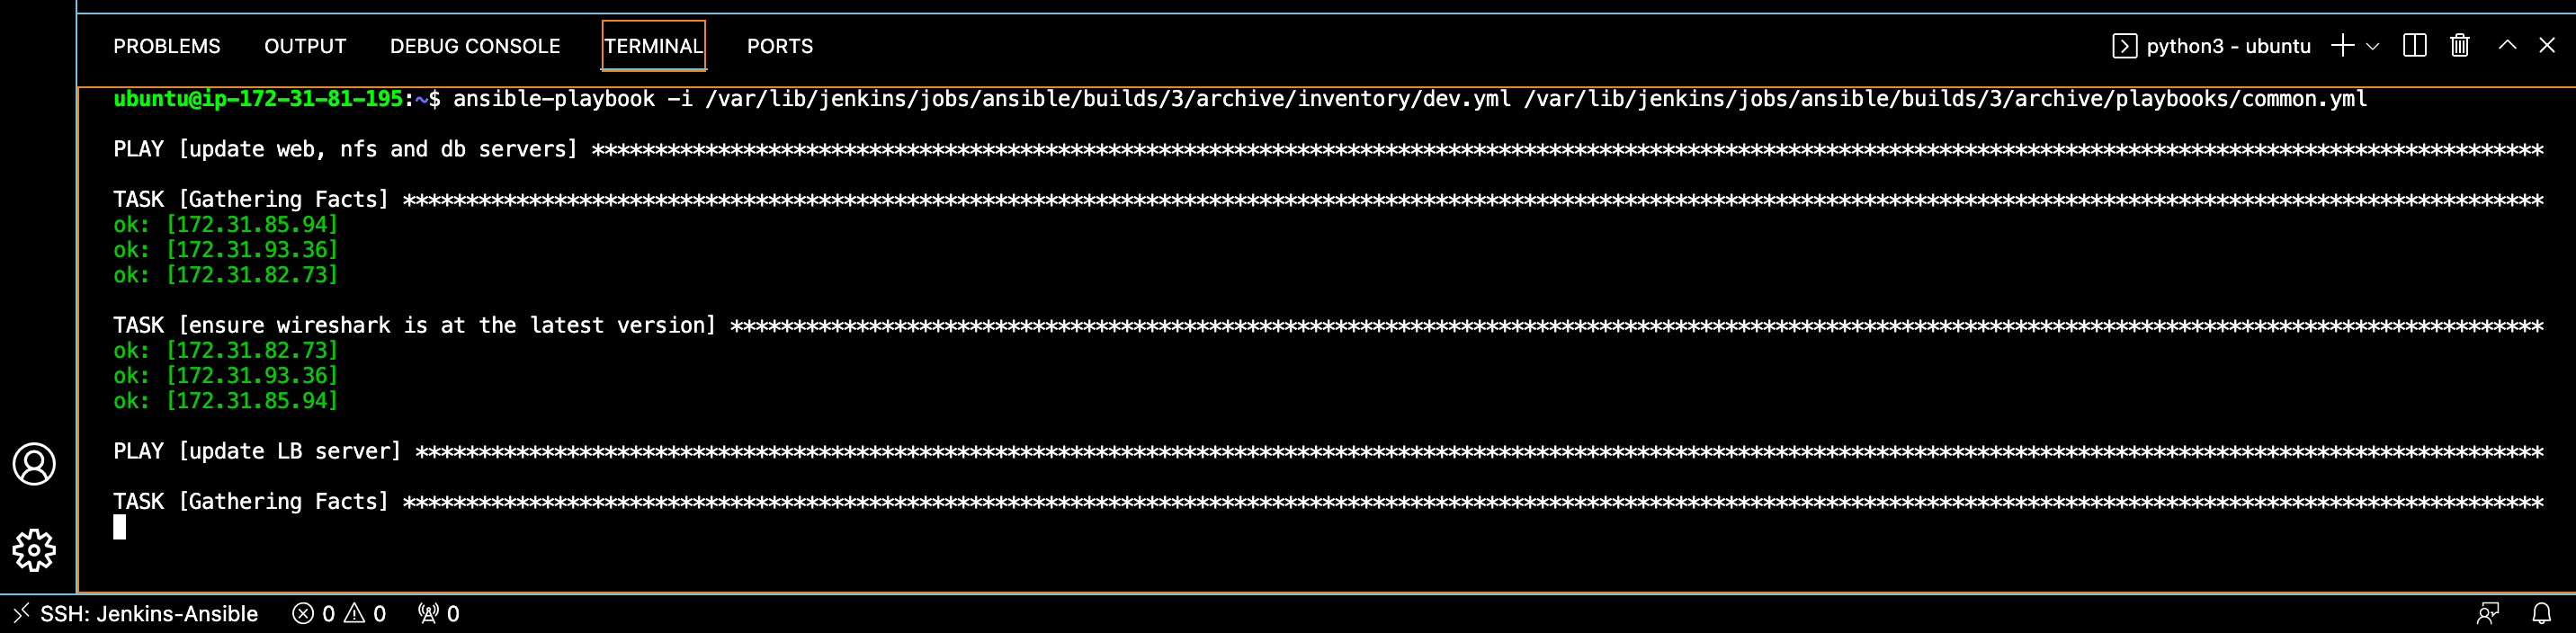 PROBLEMS OUTPUT DEBUG CONSOLE TERMINAL PORTS python3 - ubuntu
ubuntu@ip-172-31-81-195:~$ ansible-playbook -i /var/lib/jenkins/jobs/ansible/builds/3/archive/inventory/dev.yml /var/lib/jenkins/jobs/ansible/builds/3/archive/playbooks/common.yml
PLAY [update web, nfs and db servers] ***********************************************************************************************************************************************************
TASK [Gathering Facts] **************************************************************************************************************************************************************************
ok: [172.31.85.94]
ok: [172.31.93.36]
ok: [172.31.82.73]
TASK [ensure wireshark is at the latest version] ************************************************************************************************************************************************
ok: [172.31.82.73]
ok: [172.31.93.36]
ok: [172.31.85.94]
PLAY [update LB server] *************************************************************************************************************************************************************************
TASK [Gathering Facts] **************************************************************************************************************************************************************************
SSH: Jenkins-Ansible 0 0 0